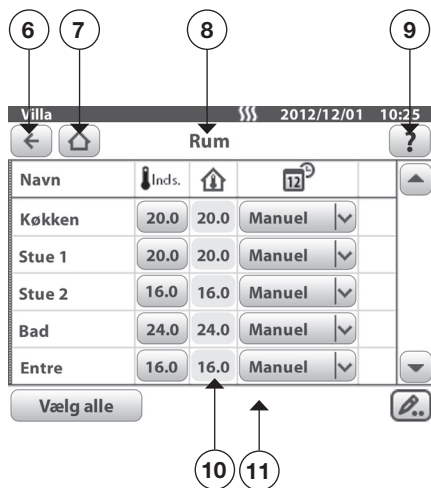 6 7 8 9
Villa 2012/12/01 10:25
Rum ?
Navn Inds. 12
Køkken 20.0 20.0 Manuel
Stue 1 20.0 20.0 Manuel
Stue 2 16.0 16.0 Manuel
Bad 24.0 24.0 Manuel
Entre 16.0 16.0 Manuel
Vælg alle
10 11